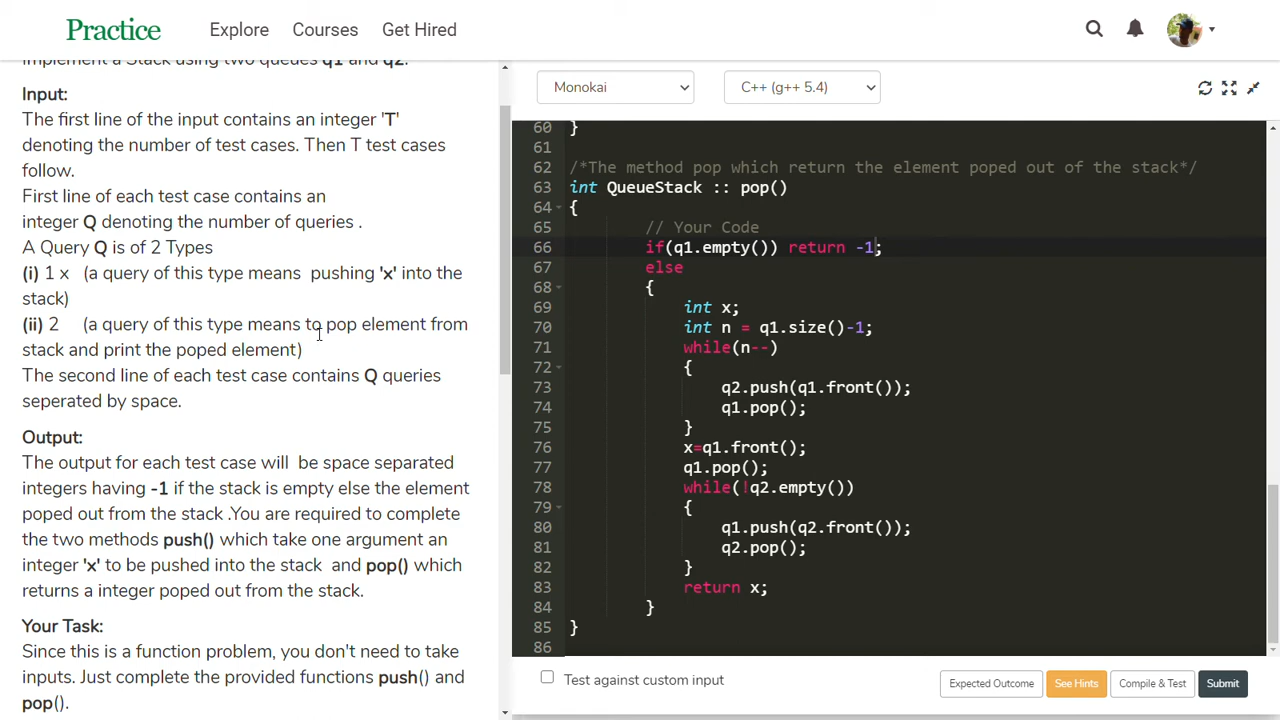 Practice
Explore
Courses
Get Hired
Implement a Stack using two queues q1 and q2.
Input:
The first line of the input contains an integer 'T'
denoting the number of test cases. Then T test cases
follow.
First line of each test case contains an
integer Q denoting the number of queries .
A Query Q is of 2 Types
(i) 1 x (a query of this type means pushing 'x' into the
stack)
(ii) 2 (a query of this type means to pop element from
stack and print the poped element)
The second line of each test case contains Q queries
seperated by space.
Output:
The output for each test case will be space separated
integers having -1 if the stack is empty else the element
poped out from the stack .You are required to complete
the two methods push() which take one argument an
integer 'x' to be pushed into the stack and pop() which
returns a integer poped out from the stack.
Your Task:
Since this is a function problem, you don't need to take
inputs. Just complete the provided functions push() and
pop().
Monokai
C++ (g++ 5.4)
60 }
61
62 /*The method pop which return the element poped out of the stack*/
63 int QueueStack :: pop()
64 {
65 // Your Code
66 if(q1.empty()) return -1;
67 else
68 {
69 int x;
70 int n = q1.size()-1;
71 while(n--)
72 {
73 q2.push(q1.front());
74 q1.pop();
75 }
76 x=q1.front();
77 q1.pop();
78 while(!q2.empty())
79 {
80 q1.push(q2.front());
81 q2.pop();
82 }
83 return x;
84 }
85 }
86
Test against custom input
Expected Outcome
See Hints
Compile & Test
Submit